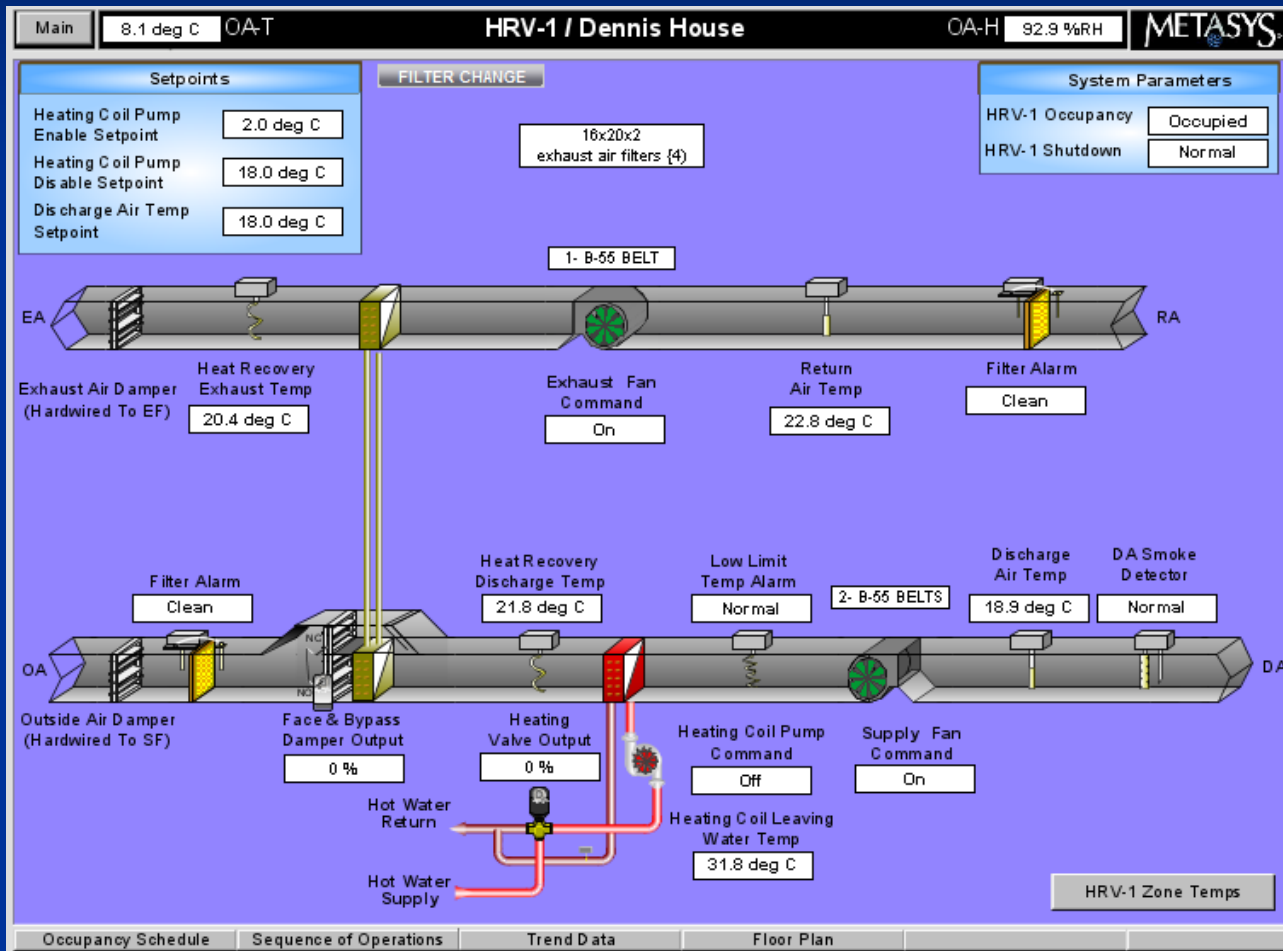 Main
8.1 deg C OA-T
HRV-1 / Dennis House
OA-H 92.9 %RH
METASYS
Setpoints
Heating Coil Pump
Enable Setpoint
2.0 deg C
Heating Coil Pump
Disable Setpoint
18.0 deg C
Discharge Air Temp
Setpoint
18.0 deg C
FILTER CHANGE
16x20x2
exhaust air filters {4)
System Parameters
HRV-1 Occupancy
Occupied
HRV-1 Shutdown
Normal
1- B-55 BELT
EA
RA
Exhaust Air Damper
(Hardwired To EF)
Heat Recovery
Exhaust Temp
20.4 deg C
Exhaust Fan
Command
On
Return
Air Temp
22.8 deg C
Filter Alarm
Clean
Filter Alarm
Clean
Heat Recovery
Discharge Temp
21.8 deg C
Low Limit
Temp Alarm
Normal
2- B-55 BELTS
Discharge
Air Temp
18.9 deg C
DA Smoke
Detector
Normal
NC
NO
OA
DA
Outside Air Damper
(Hardwired To SF)
Face & Bypass
Damper Output
0 %
Heating
Valve Output
0 %
Heating Coil Pump
Command
Off
Supply Fan
Command
On
Hot Water
Return
Heating Coil Leaving
Water Temp
31.8 deg C
Hot Water
Supply
HRV-1 Zone Temps
Occupancy Schedule
Sequence of Operations
Trend Data
Floor Plan